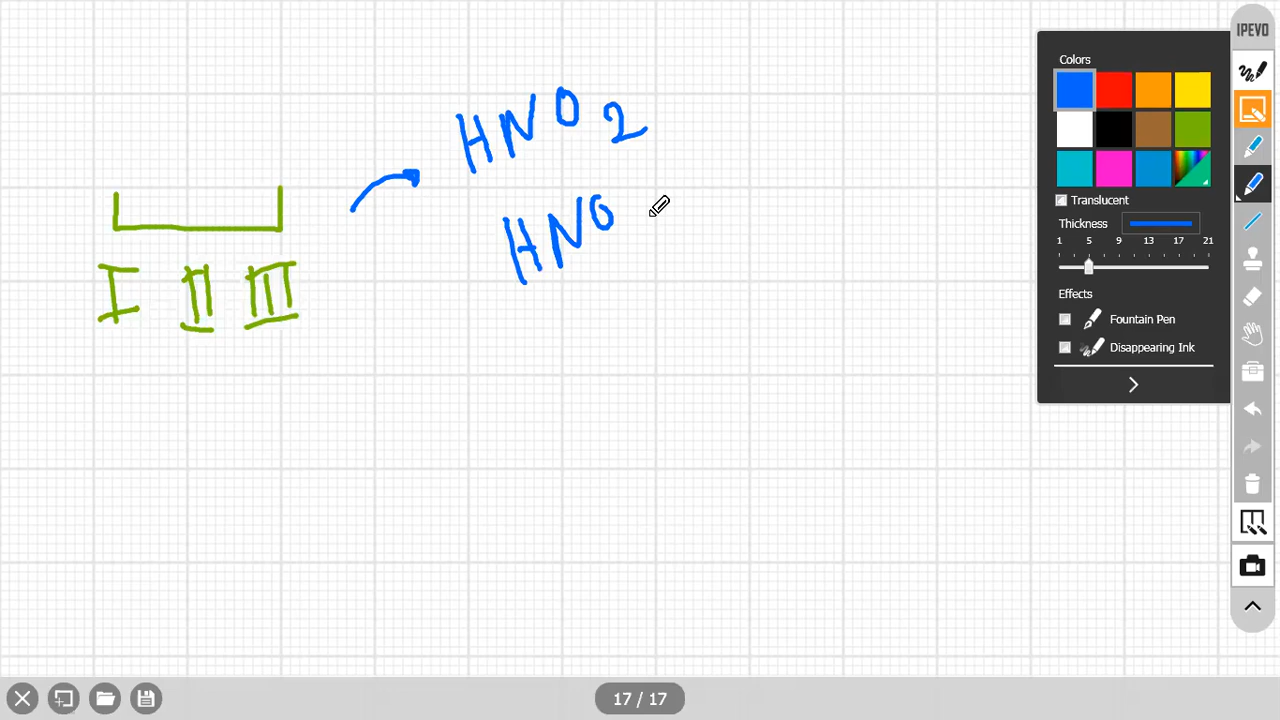 HNO2
HNO
I II III
IPEVO
Colors
Translucent
Thickness
1 5 9 13 17 21
Effects
Fountain Pen
Disappearing Ink
17 / 17